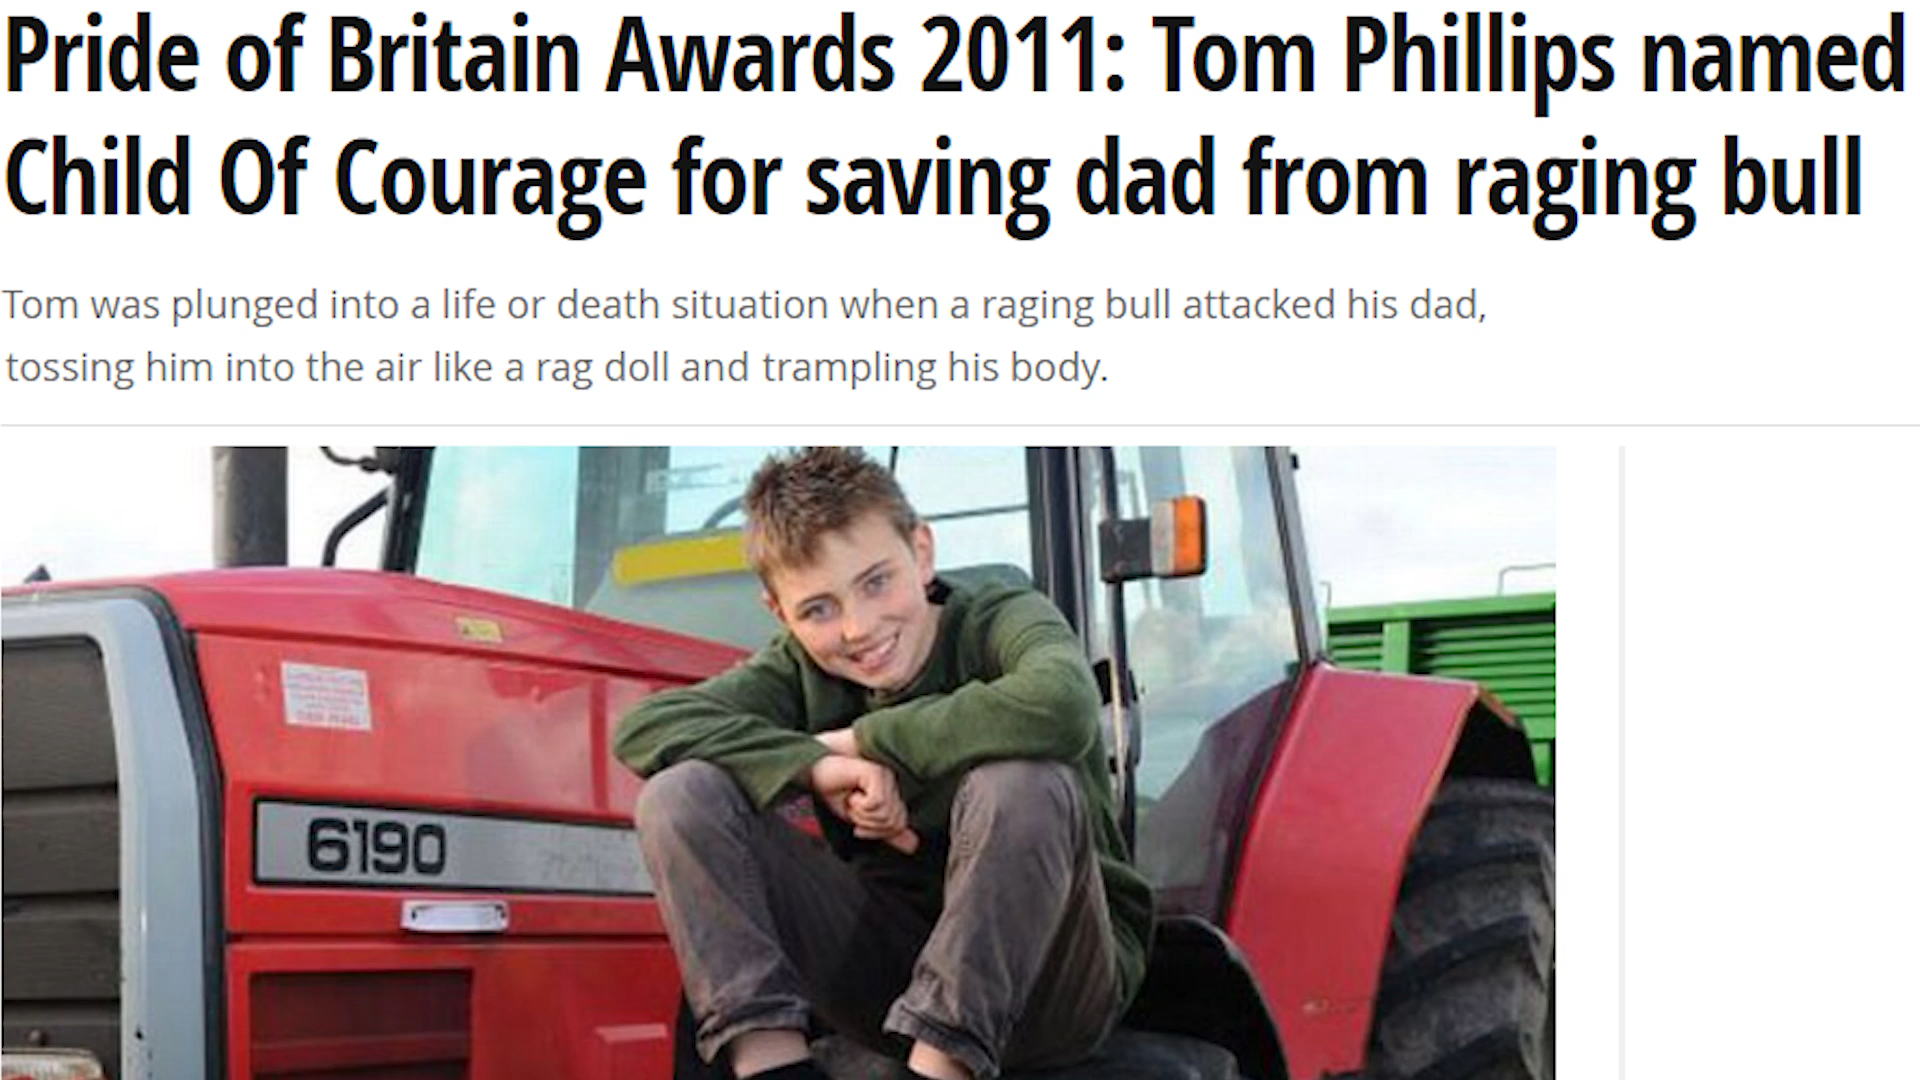 Pride of Britain Awards 2011: Tom Phillips named
Child Of Courage for saving dad from raging bull
Tom was plunged into a life or death situation when a raging bull attacked his dad,
tossing him into the air like a rag doll and trampling his body.
6190